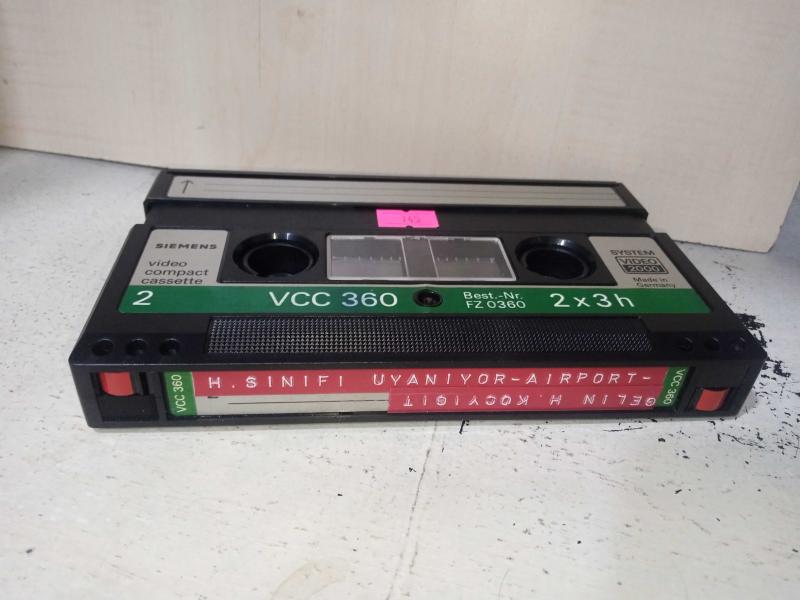 142
SIEMENS
video
compact
cassette
SYSTEM
VIDEO
2000
Made in
Germany
2
VCC 360
Best.-Nr.
FZ 0360
2x3h
VCC 360
H.SINIFI UYANIYOR-AIRPORT-
GELIN H. KOCYIGIT
VCC 360